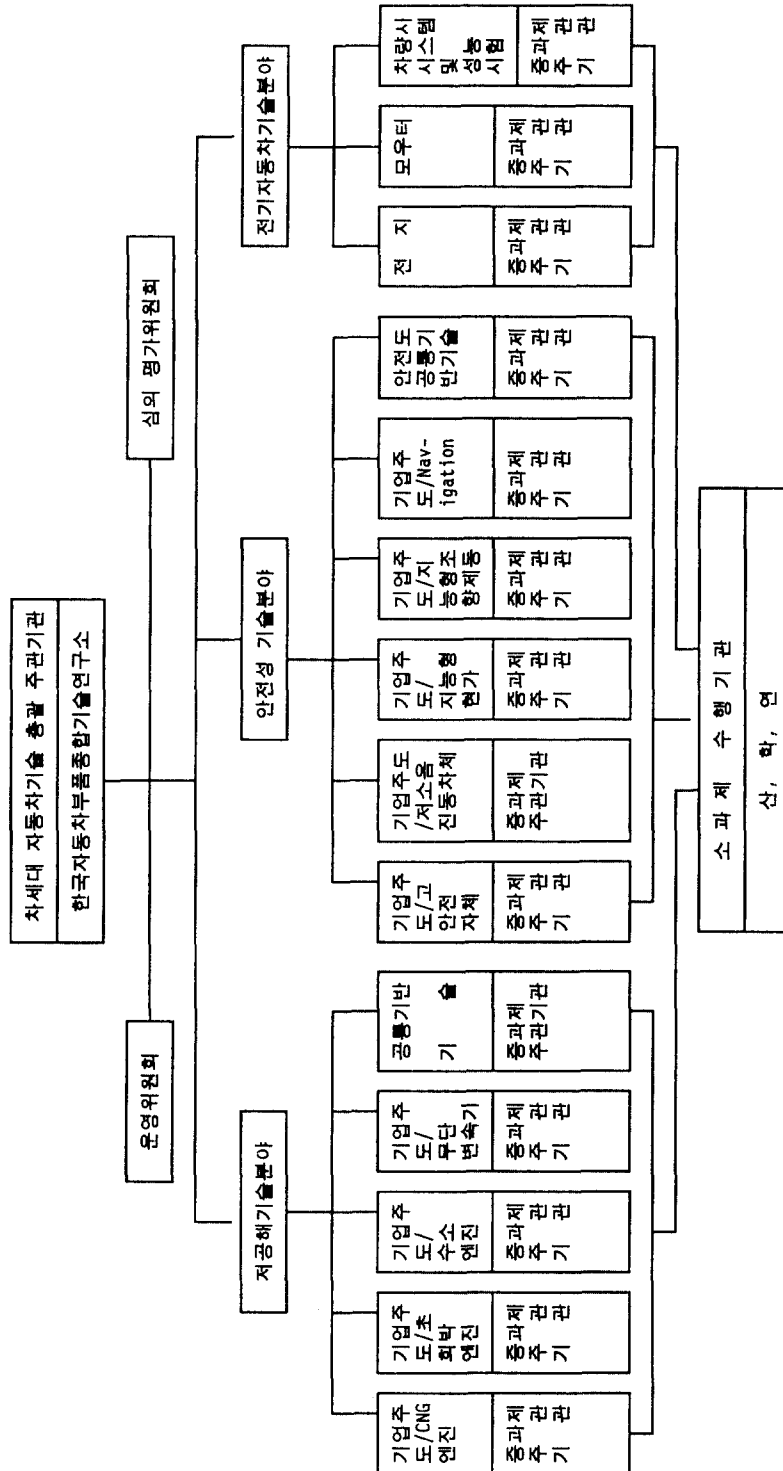 차세대 자동차기술 총괄 주관기관
한국자동차부품종합기술연구소
운영위원회
심의 평가위원회
저공해기술분야
안전성 기술분야
전기자동차기술분야
기업주
도/CNG
엔진
중과제
주 관
기 관
기업주
도/초
희박
엔진
중과제
주 관
기 관
기업주
도/
수소
엔진
중과제
주 관
기 관
기업주
도/
무단
변속기
중과제
주 관
기 관
공통기반
기 술
중과제
주관기관
기업주
도/고
안전
자체
중과제
주 관
기 관
기업주도
/저소음
진동차체
중과제
주관기관
기업주
도/
지능형
현가
중과제
주 관
기 관
기업주
도/지
능형조
향제동
중과제
주 관
기 관
기업주
도/Nav-
igation
중과제
주 관
기 관
안전도
공통기
반기술
중과제
주 관
기 관
전 지
중과제
주 관
기 관
모우터
중과제
주 관
기 관
차량시
시스템
및 성능
시험
중과제
주 관
기 관
소과제 수행기관
산, 학, 연